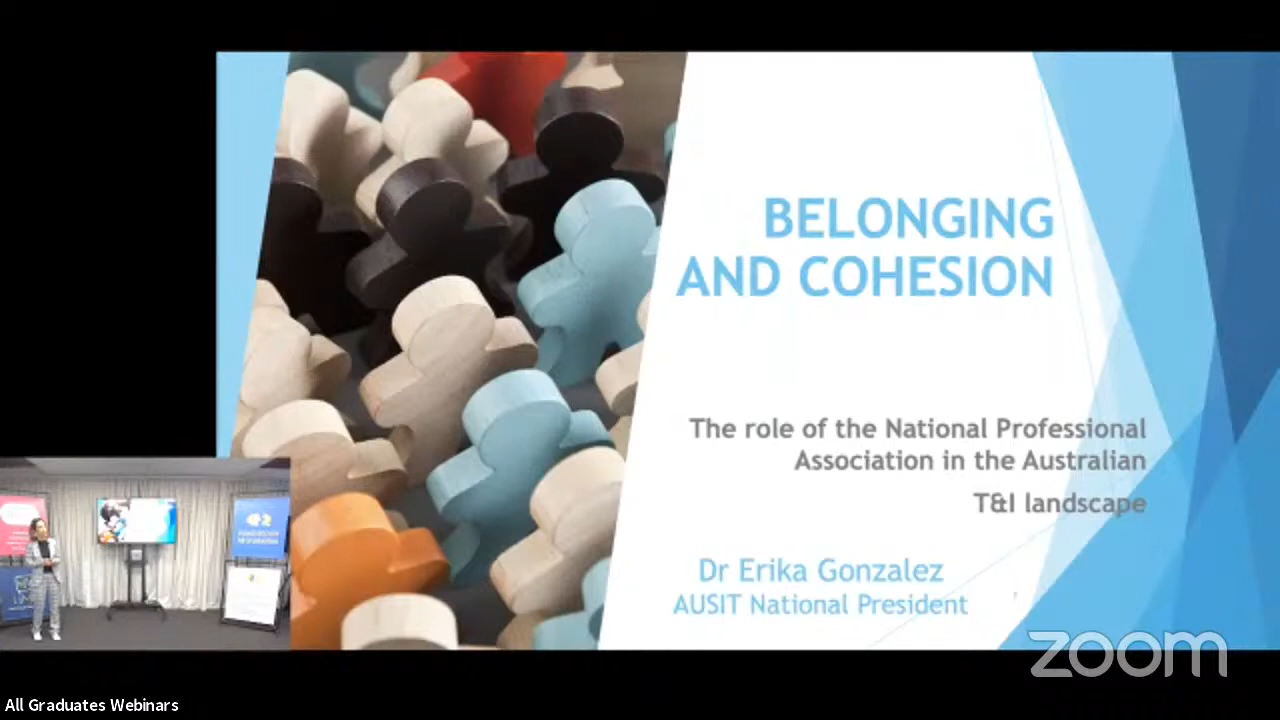 BELONGING
AND COHESION
The role of the National Professional
Association in the Australian
T&I landscape
Dr Erika Gonzalez
AUSIT National President
zoom
All Graduates Webinars